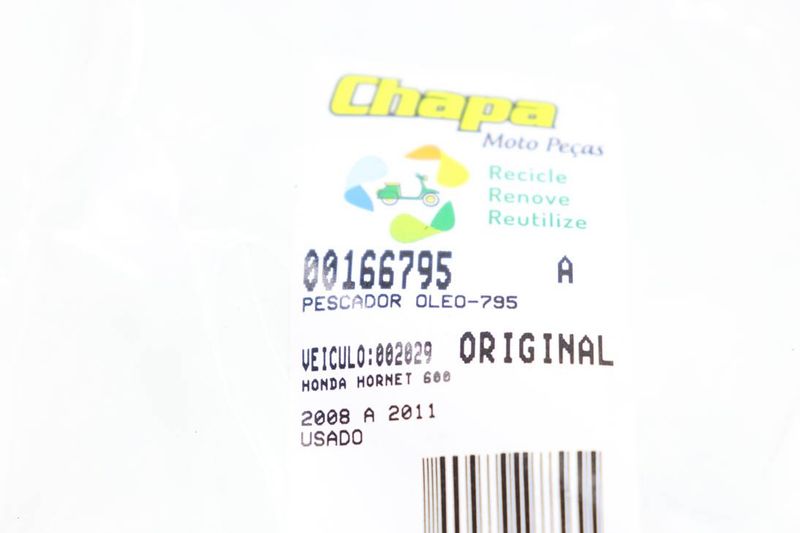 Chapa
Moto Peças
Recicle
Renove
Reutilize
00166795 A
PESCADOR OLEO-795
VEICULO:002029 ORIGINAL
HONDA HORNET 600
2008 A 2011
USADO